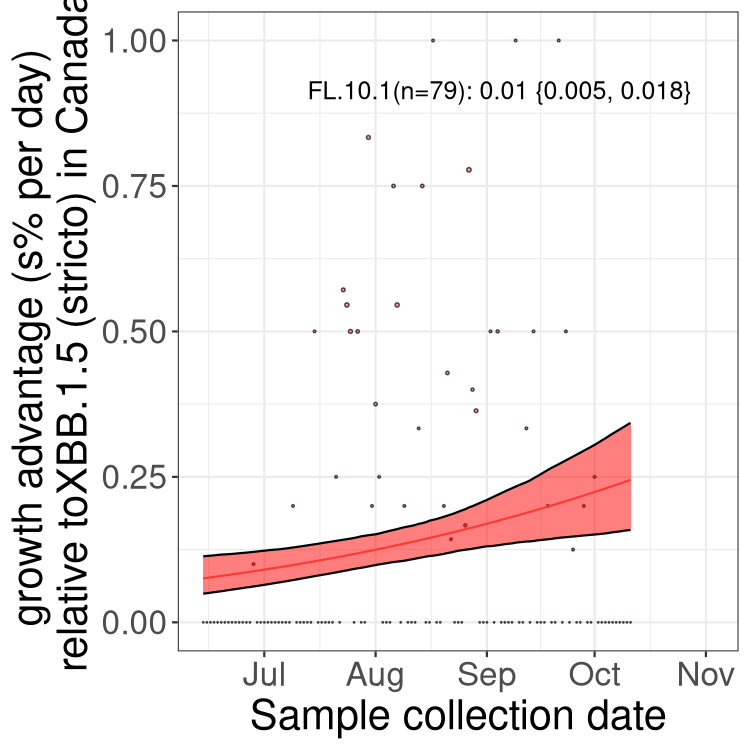 growth advantage (s% per day)
relative toXBB.1.5 (stricto) in Canada
1.00
FL.10.1(n=79): 0.01 {0.005, 0.018}
0.75
0.50
0.25
0.00
Jul Aug Sep Oct Nov
Sample collection date